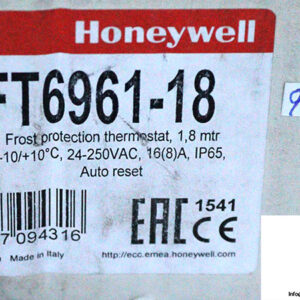 Honeywell
FT6961-18
Frost protection thermostat, 1,8 mtr
-10/+10°C, 24-250VAC, 16(8)A, IP65,
Auto reset
7 094316
EAC
1541
CE
Made in Italy
http://ecc.emea.honeywell.com/